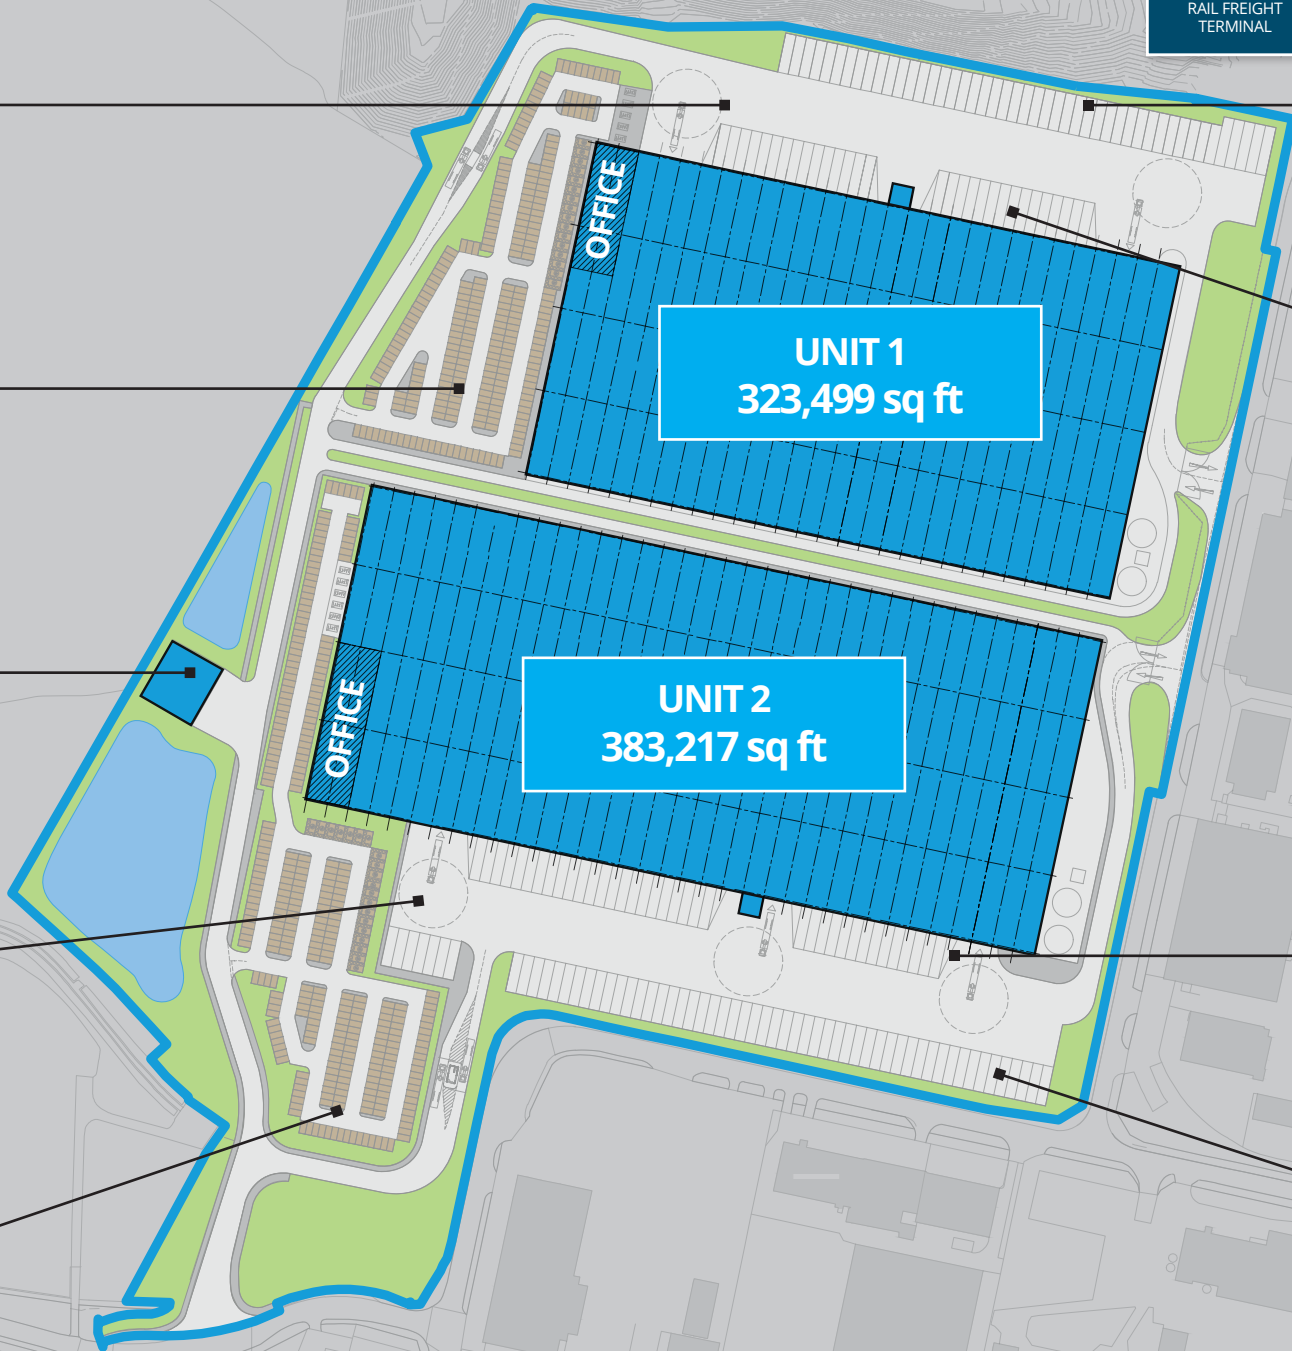 RAIL FREIGHT
TERMINAL
OFFICE
UNIT 1
323,499 sq ft
OFFICE
UNIT 2
383,217 sq ft